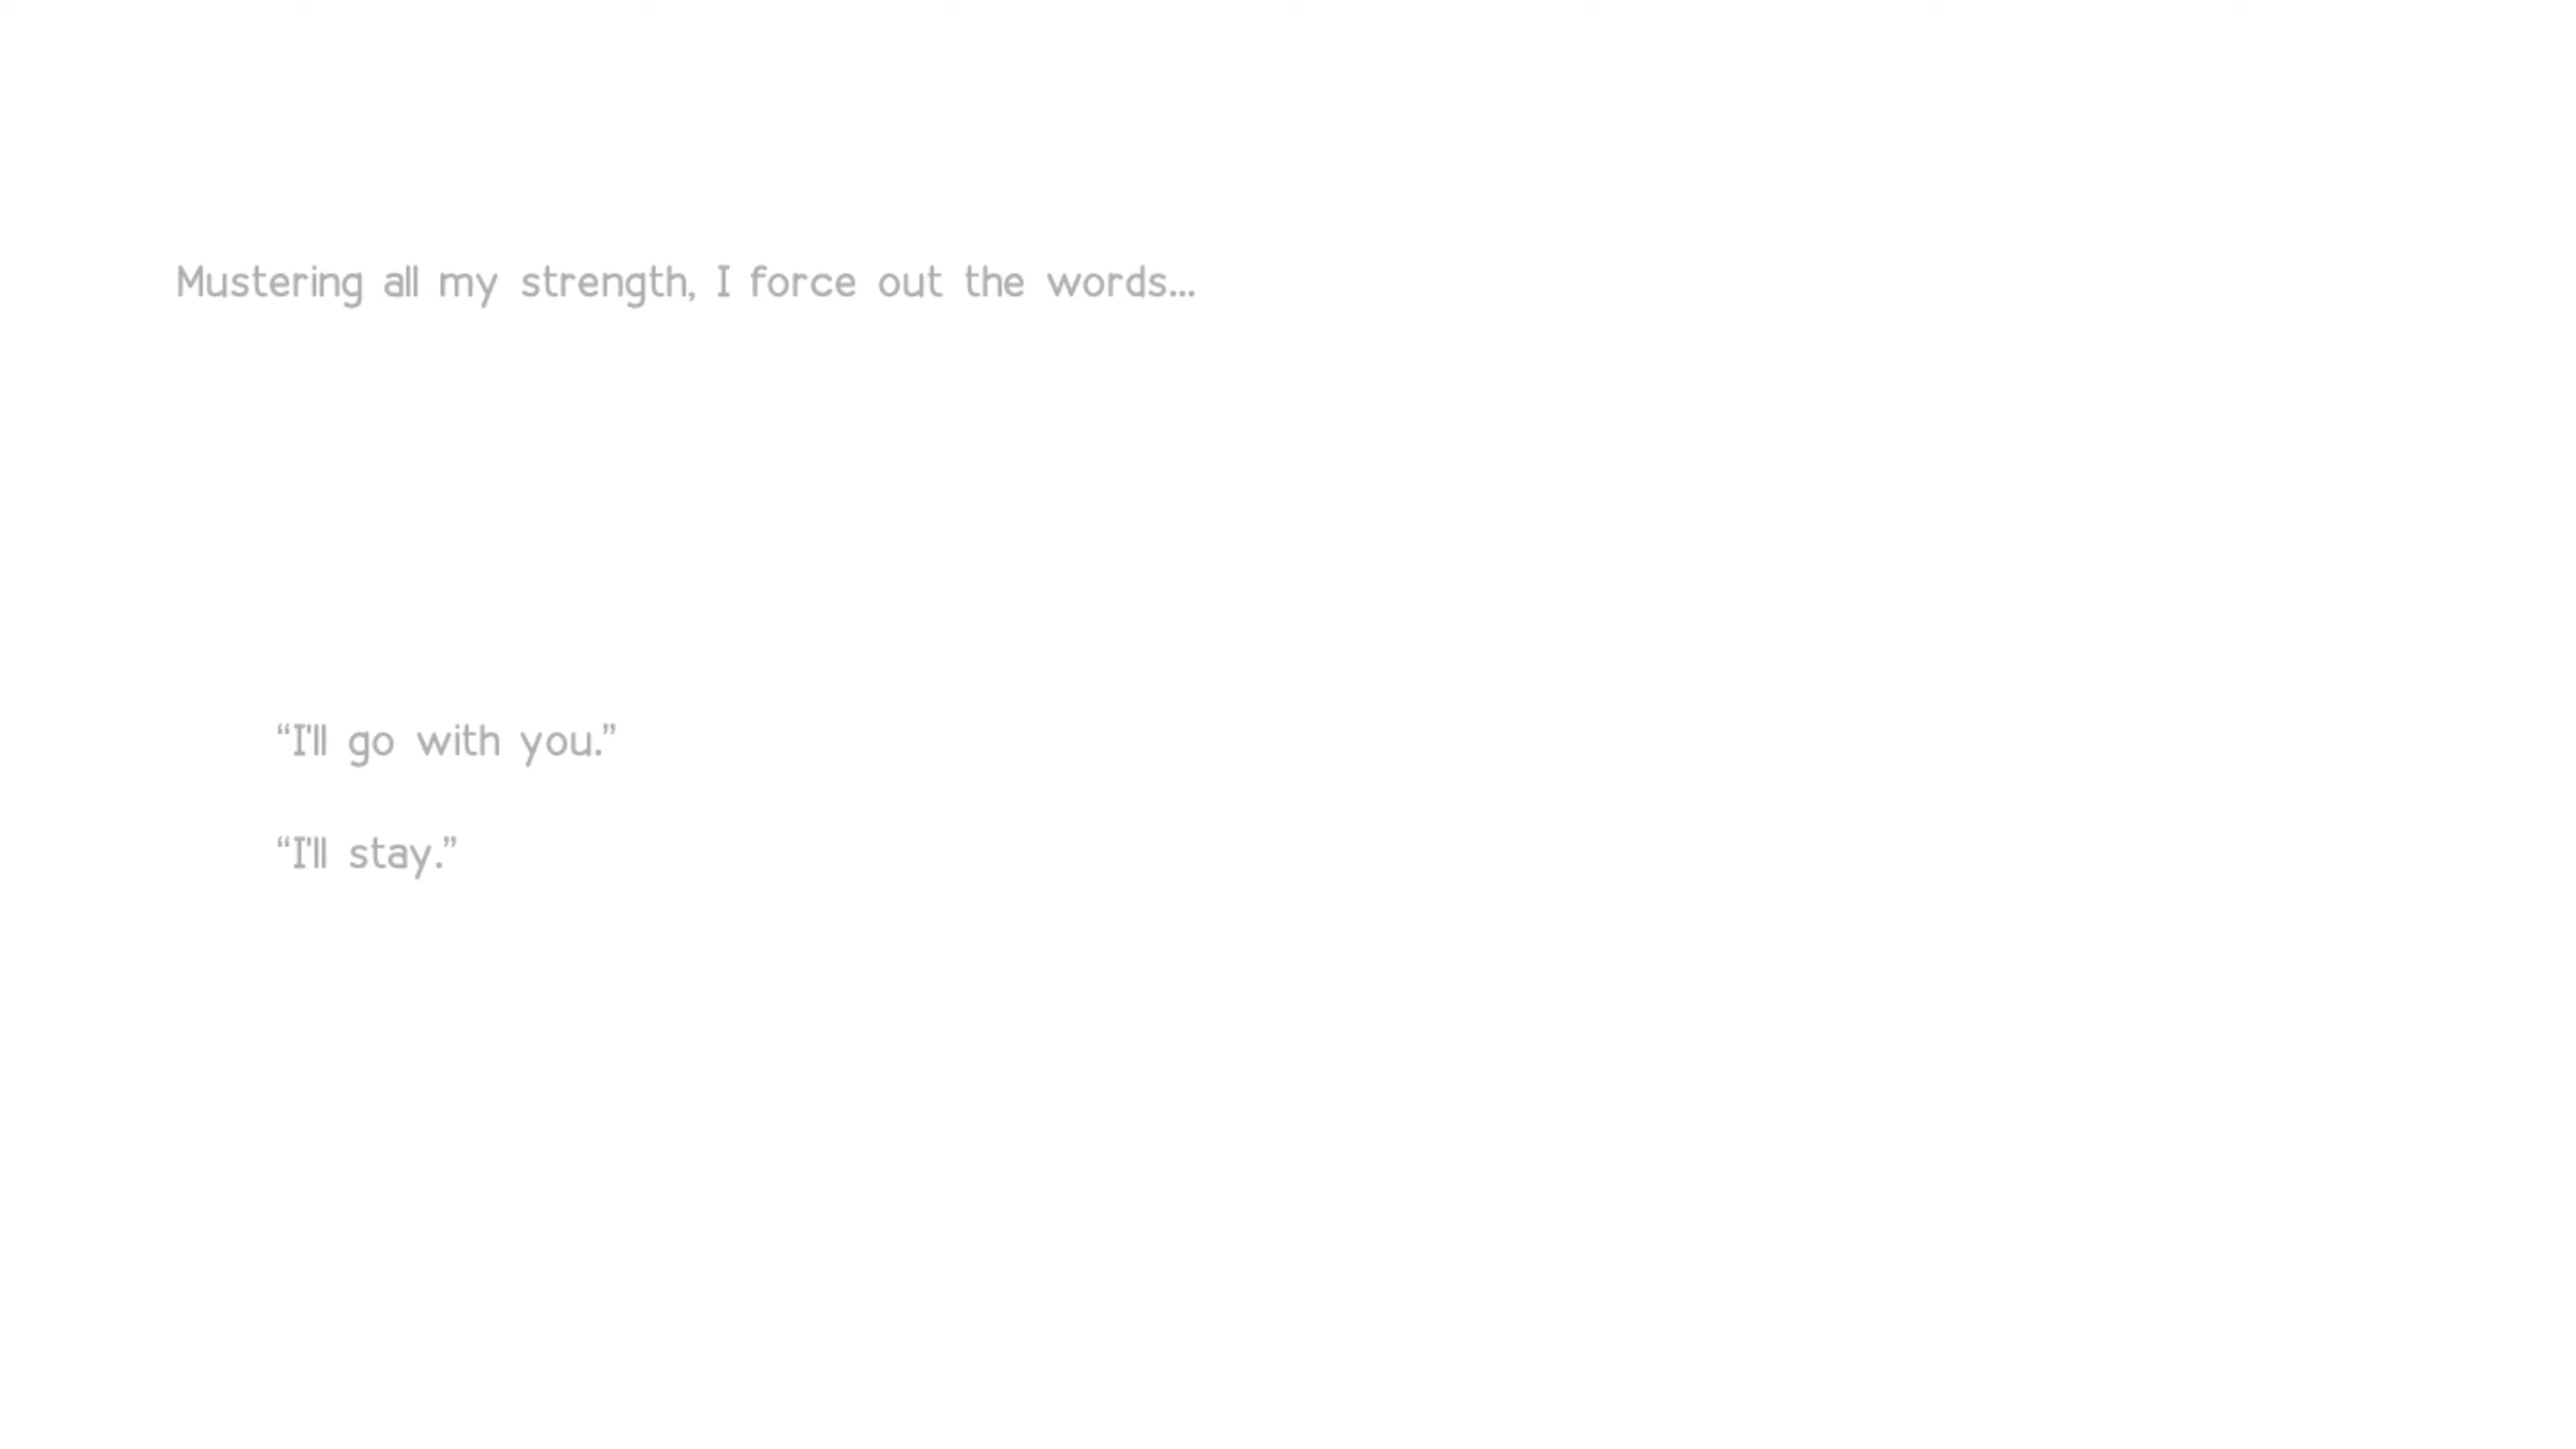 Mustering all my strength, I force out the words...
“I'll go with you.”
“I'll stay.”